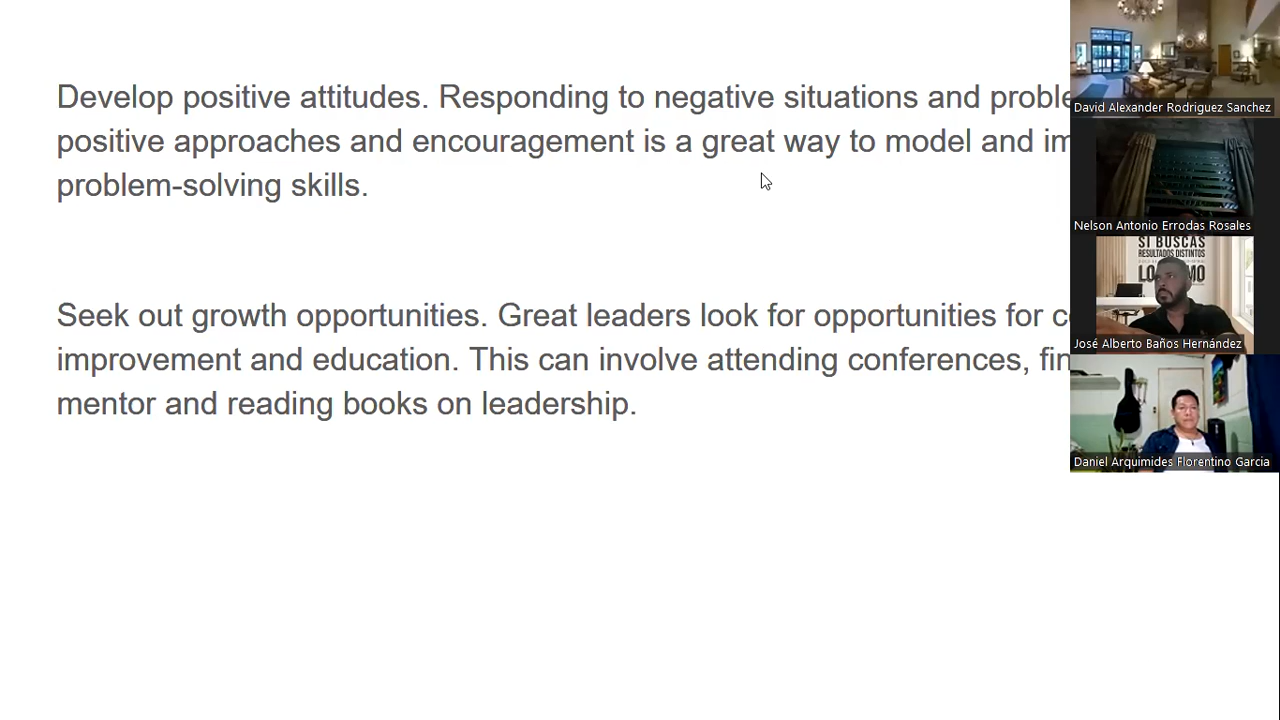 Develop positive attitudes. Responding to negative situations and
positive approaches and encouragement is a great way to model and
problem-solving skills.
Seek out growth opportunities. Great leaders look for opportunities for
improvement and education. This can involve attending conferences,
mentor and reading books on leadership.
David Alexander Rodriguez Sanchez
Nelson Antonio Errodas Rosales
SI BUSCAS
RESULTADOS DISTINTOS
José Alberto Baños Hernández
Daniel Arquimides Florentino Garcia